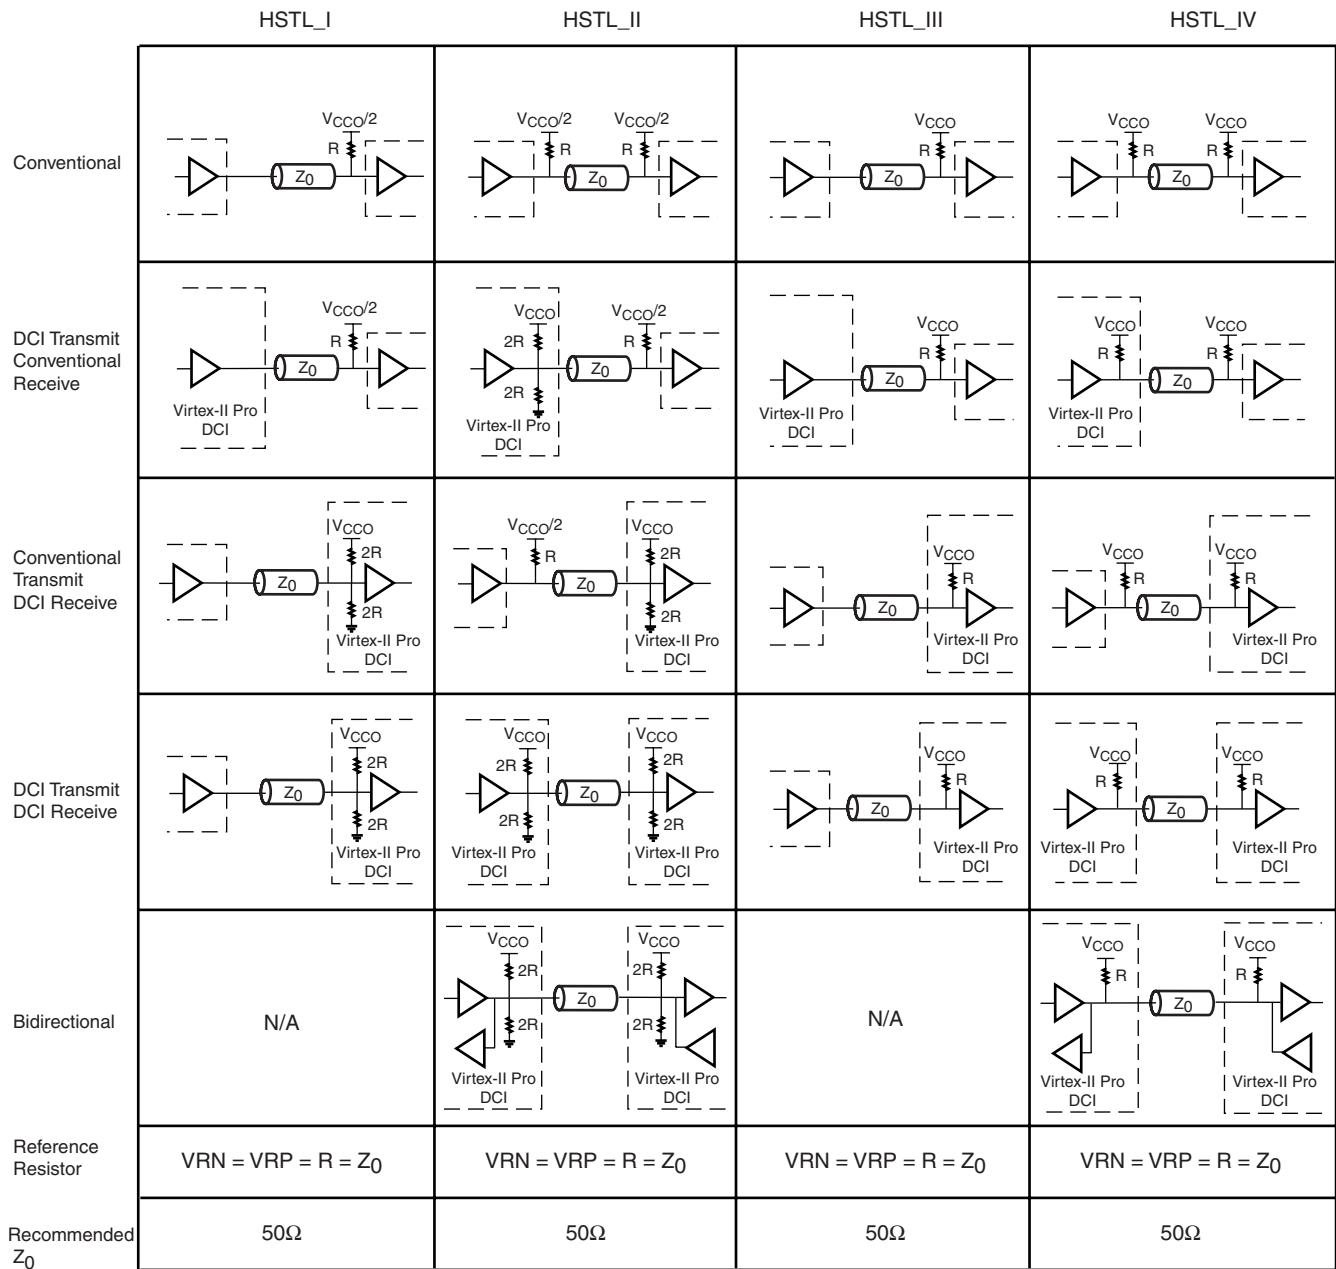 HSTL_I HSTL_II HSTL_III HSTL_IV
Conventional
VCCO/2
R
Z0
VCCO/2 VCCO/2
R R
Z0
VCCO
R
Z0
VCCO VCCO
R R
Z0
DCI Transmit
Conventional
Receive
VCCO/2
R
Z0
Virtex-II Pro
DCI
VCCO VCCO/2
2R R
Z0
2R
Virtex-II Pro
DCI
VCCO
R
Z0
Virtex-II Pro
DCI
VCCO VCCO
R R
Z0
Virtex-II Pro
DCI
Conventional
Transmit
DCI Receive
VCCO
2R
Z0
2R
Virtex-II Pro
DCI
VCCO/2 VCCO
R 2R
Z0
2R
Virtex-II Pro
DCI
VCCO
R
Z0
Virtex-II Pro
DCI
VCCO VCCO
R R
Z0
Virtex-II Pro
DCI
DCI Transmit
DCI Receive
VCCO
2R
Z0
2R
Virtex-II Pro
DCI
VCCO VCCO
2R 2R
Z0
2R 2R
Virtex-II Pro Virtex-II Pro
DCI DCI
VCCO
R
Z0
Virtex-II Pro
DCI
VCCO VCCO
R R
Z0
Virtex-II Pro Virtex-II Pro
DCI DCI
Bidirectional
N/A
VCCO VCCO
2R 2R
Z0
2R 2R
Virtex-II Pro Virtex-II Pro
DCI DCI
N/A
VCCO VCCO
R R
Z0
Virtex-II Pro Virtex-II Pro
DCI DCI
Reference
Resistor
VRN = VRP = R = Z0 VRN = VRP = R = Z0 VRN = VRP = R = Z0 VRN = VRP = R = Z0
Recommended
Z0
50Ω 50Ω 50Ω 50Ω